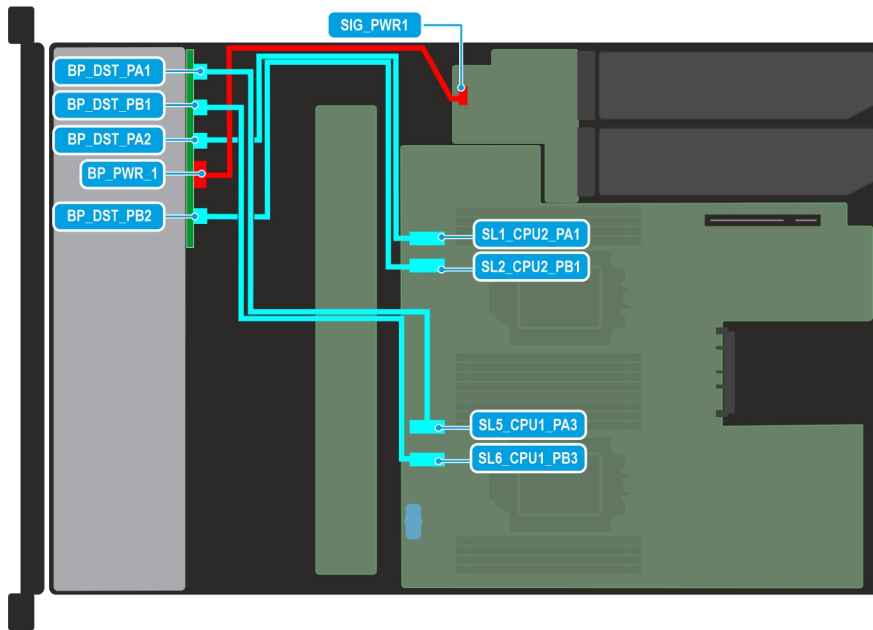 SIG_PWR1
BP_DST_PA1
BP_DST_PB1
BP_DST_PA2
BP_PWR_1
BP_DST_PB2
SL1_CPU2_PA1
SL2_CPU2_PB1
SL5_CPU1_PA3
SL6_CPU1_PB3